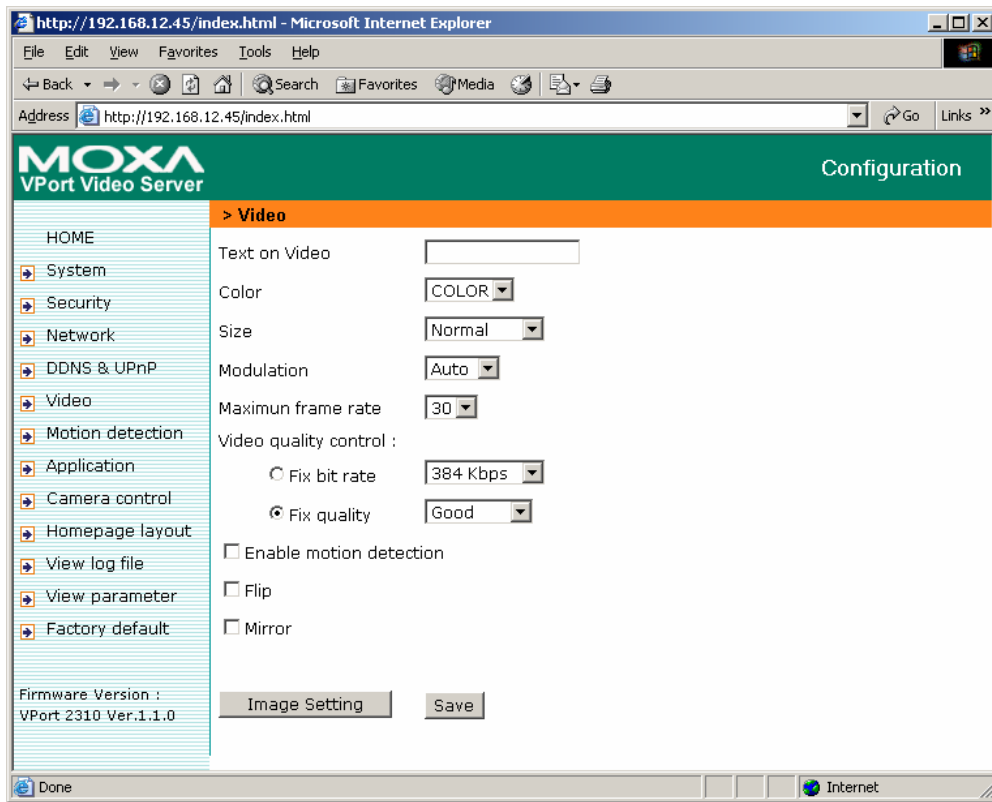 http://192.168.12.45/index.html - Microsoft Internet Explorer
File Edit View Favorites Tools Help
Back Search Favorites Media
Address http://192.168.12.45/index.html Go Links »
MOXA
VPort Video Server
Configuration
> Video
HOME
System
Security
Network
DDNS & UPnP
Video
Motion detection
Application
Camera control
Homepage layout
View log file
View parameter
Factory default
Firmware Version :
VPort 2310 Ver.1.1.0
Text on Video
Color COLOR
Size Normal
Modulation Auto
Maximun frame rate 30
Video quality control :
Fix bit rate 384 Kbps
Fix quality Good
Enable motion detection
Flip
Mirror
Image Setting Save
Done Internet